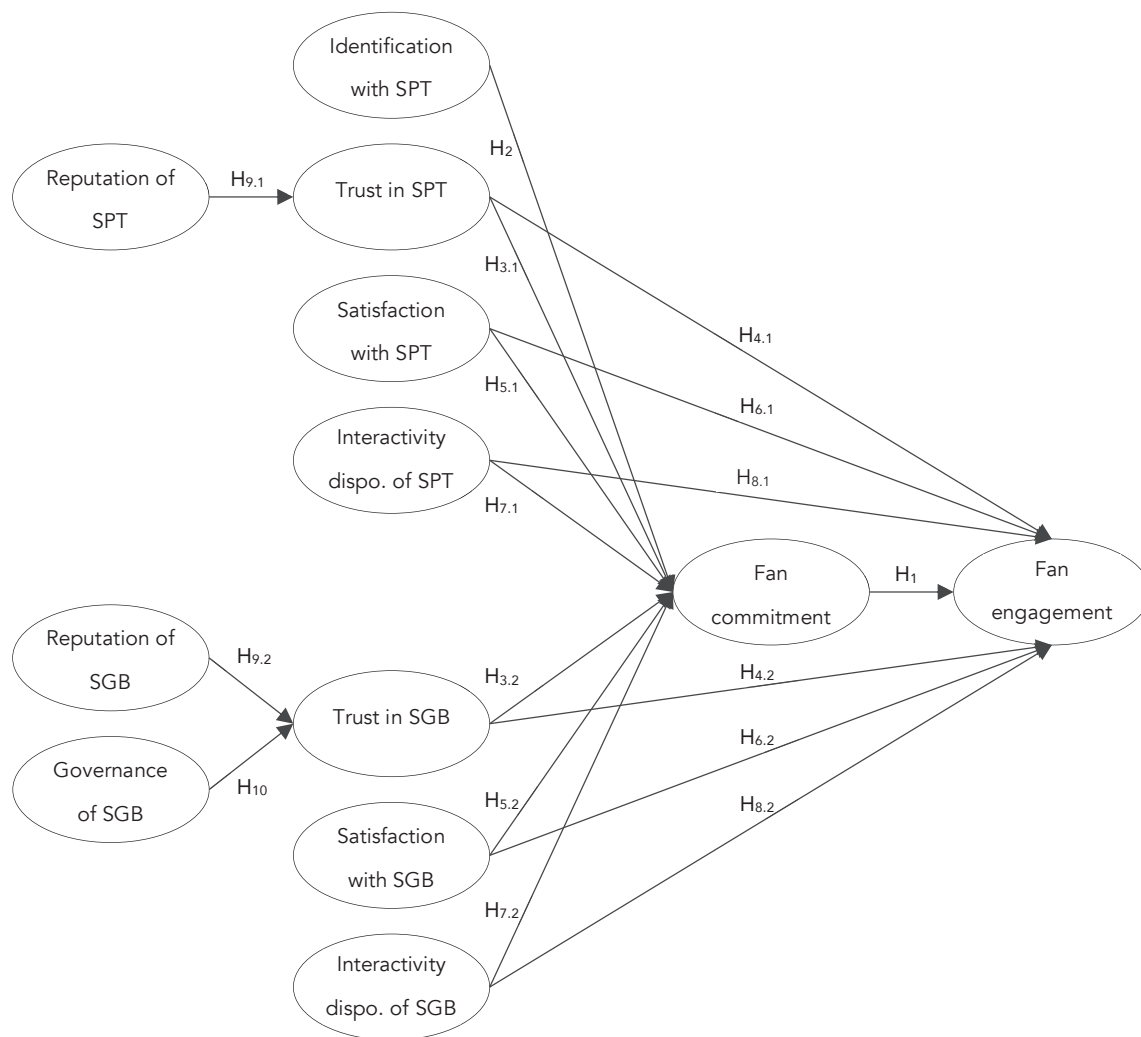 Identification
with SPT
H2
Reputation of
SPT
H9.1
Trust in SPT
H3.1
Satisfaction
with SPT
H4.1
H5.1
H6.1
Interactivity
dispo. of SPT
H8.1
H7.1
Fan
commitment
H1
Fan
engagement
Reputation of
SGB
H9.2
H3.2
H4.2
Trust in SGB
Governance
of SGB
H10
H6.2
H5.2
H8.2
Satisfaction
with SGB
H7.2
Interactivity
dispo. of SGB